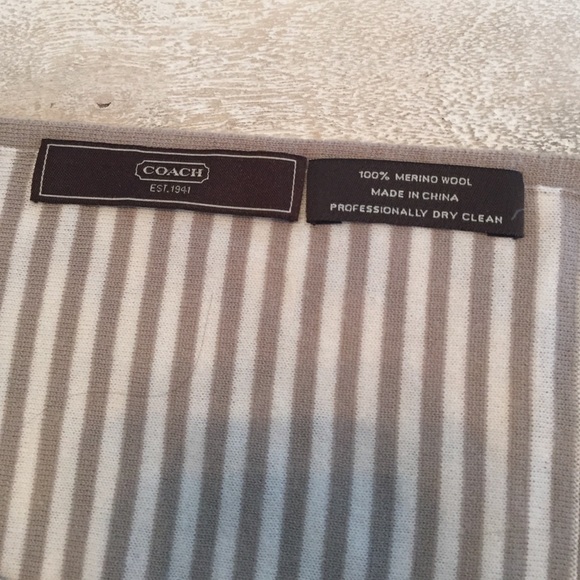 COACH
EST. 1941
100% MERINO WOOL
MADE IN CHINA
PROFESSIONALLY DRY CLEAN